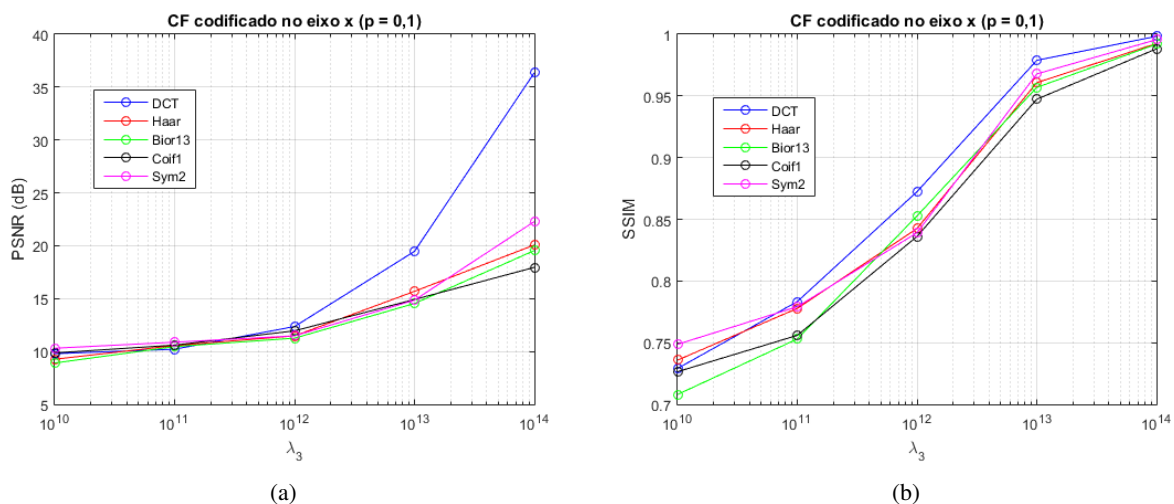 CF codificado no eixo x (p = 0,1)
40
35
30
25
20
15
10
5
PSNR (dB)
DCT
Haar
Bior13
Coif1
Sym2
10^10
10^11
10^12
10^13
10^14
λ_3
(a)
CF codificado no eixo x (p = 0,1)
1
0.95
0.9
0.85
0.8
0.75
0.7
SSIM
DCT
Haar
Bior13
Coif1
Sym2
10^10
10^11
10^12
10^13
10^14
λ_3
(b)